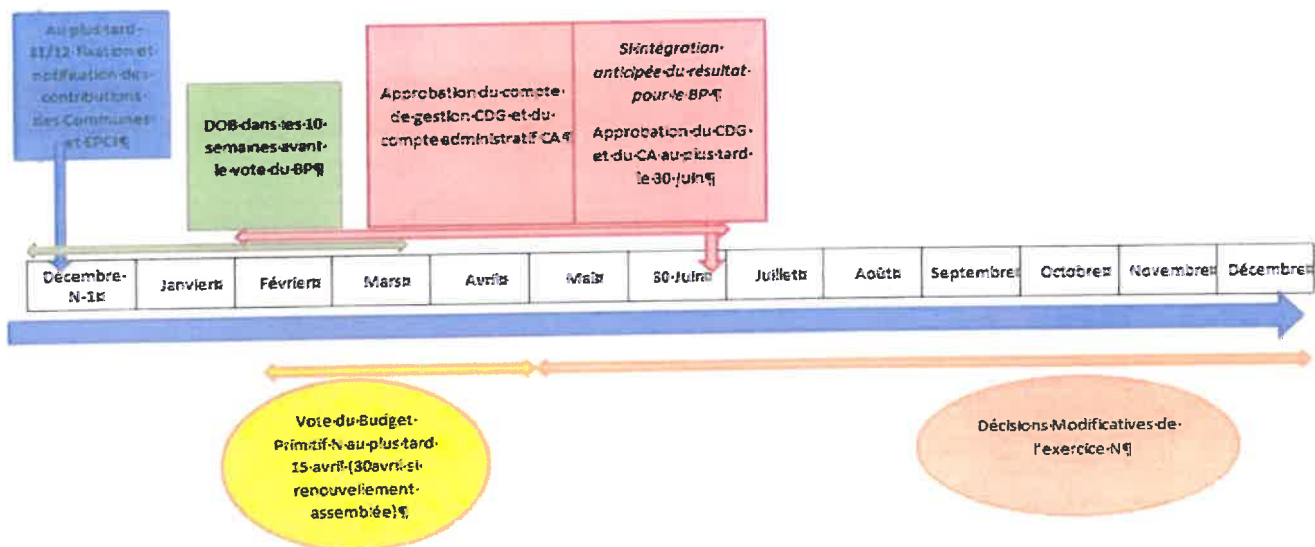 Au plus tard
31/12 fixation et
notification des
contributions
des Communes
et EPCI¶
DOB·dans·les·10·
semaines·avant·
le·vote·du·BP¶
Approbation·du·compte·
de·gestion·CDG·et·du·
compte·administratif·CA¶
Si·intégration·
anticipée·du·résultat·
pour·le·BP¶
Approbation·du·CDG·
et·du·CA·au·plus·tard·
le·30·juin¶
Décembre·
N-1¤
Janvier¤
Février¤
Mars¤
Avril¤
Mai¤
30·Juin¤
Juillet¤
Août¤
Septembre¤
Octobre¤
Novembre¤
Décembre¤
Vote·du·Budget·
Primitif·N·au·plus·tard·
15·avril·(30avril·si·
renouvellement·
assemblée)¶
Décisions·Modificatives·de·
l'exercice·N¶